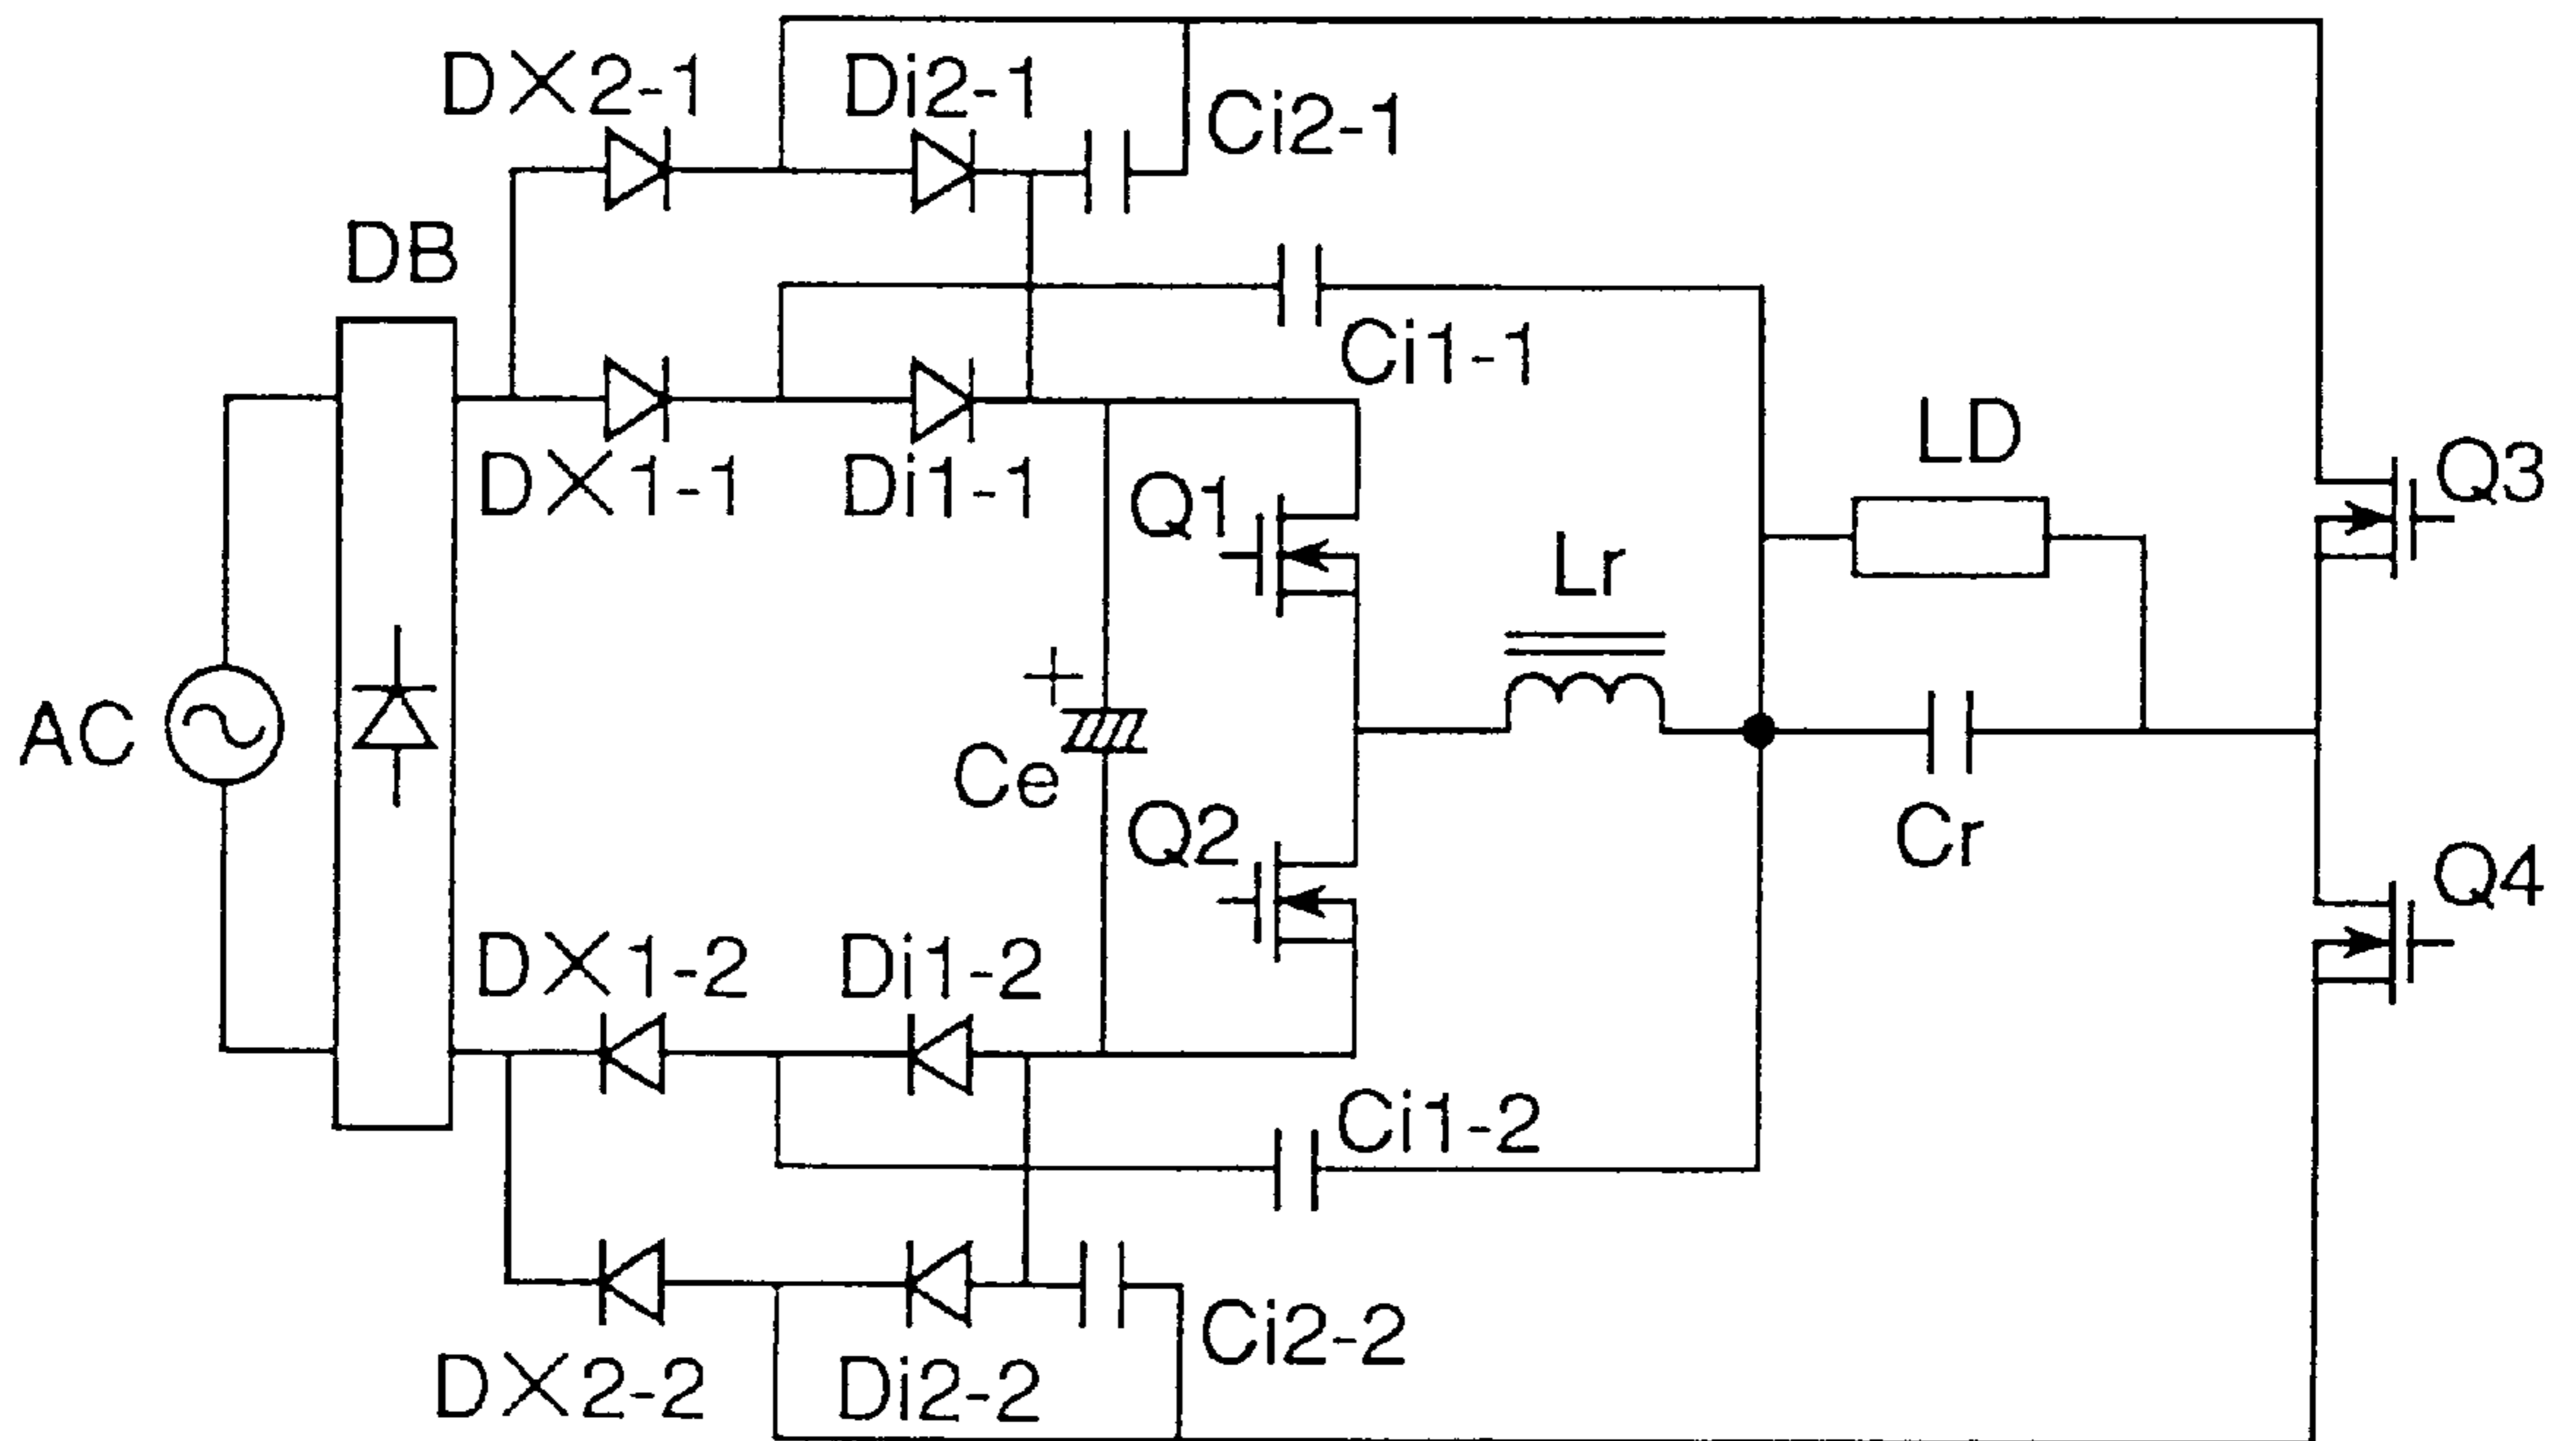 DX2-1
Di2-1
Ci2-1
DB
Ci1-1
DX1-1
Di1-1
LD
Q1
Q3
Lr
+
AC
Ce
Q2
Cr
Q4
DX1-2
Di1-2
Ci1-2
DX2-2
Di2-2
Ci2-2